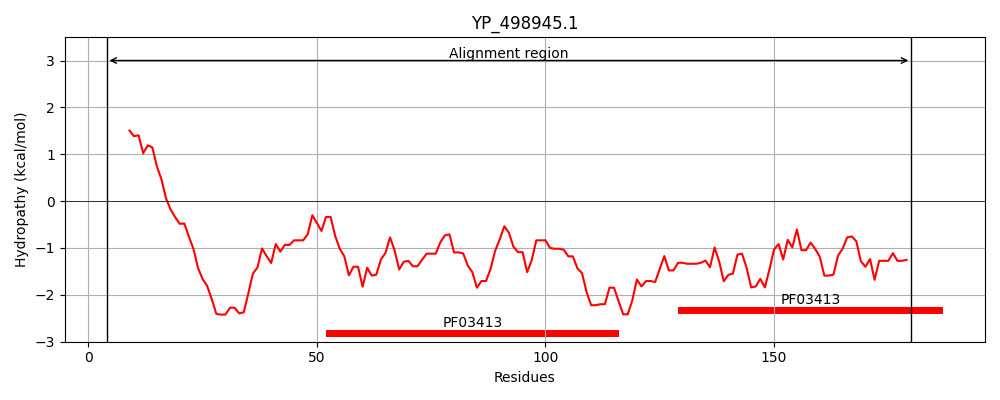 YP_498945.1
Alignment region
Hydropathy (kcal/mol)
3
2
1
0
−1
−2
−3
PF03413
PF03413
0
50
100
150
Residues